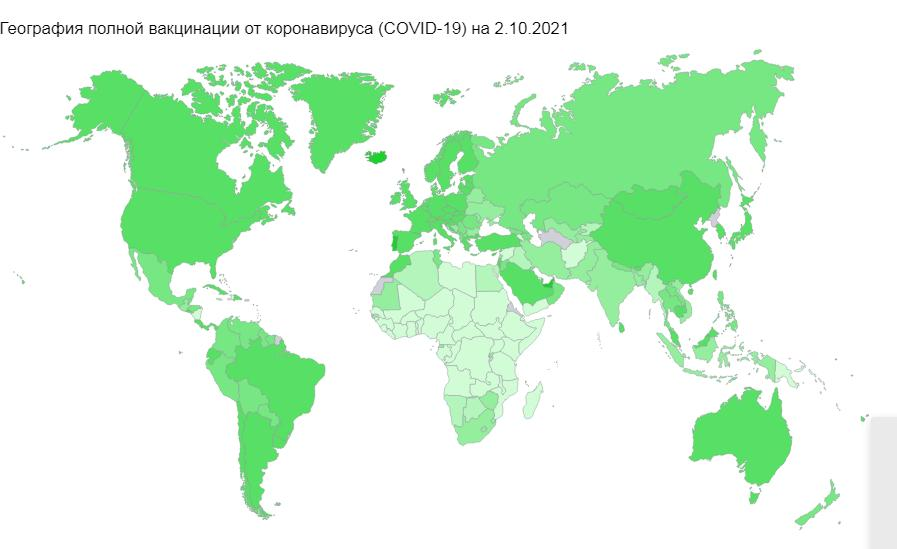 География полной вакцинации от коронавируса (COVID-19) на 2.10.2021